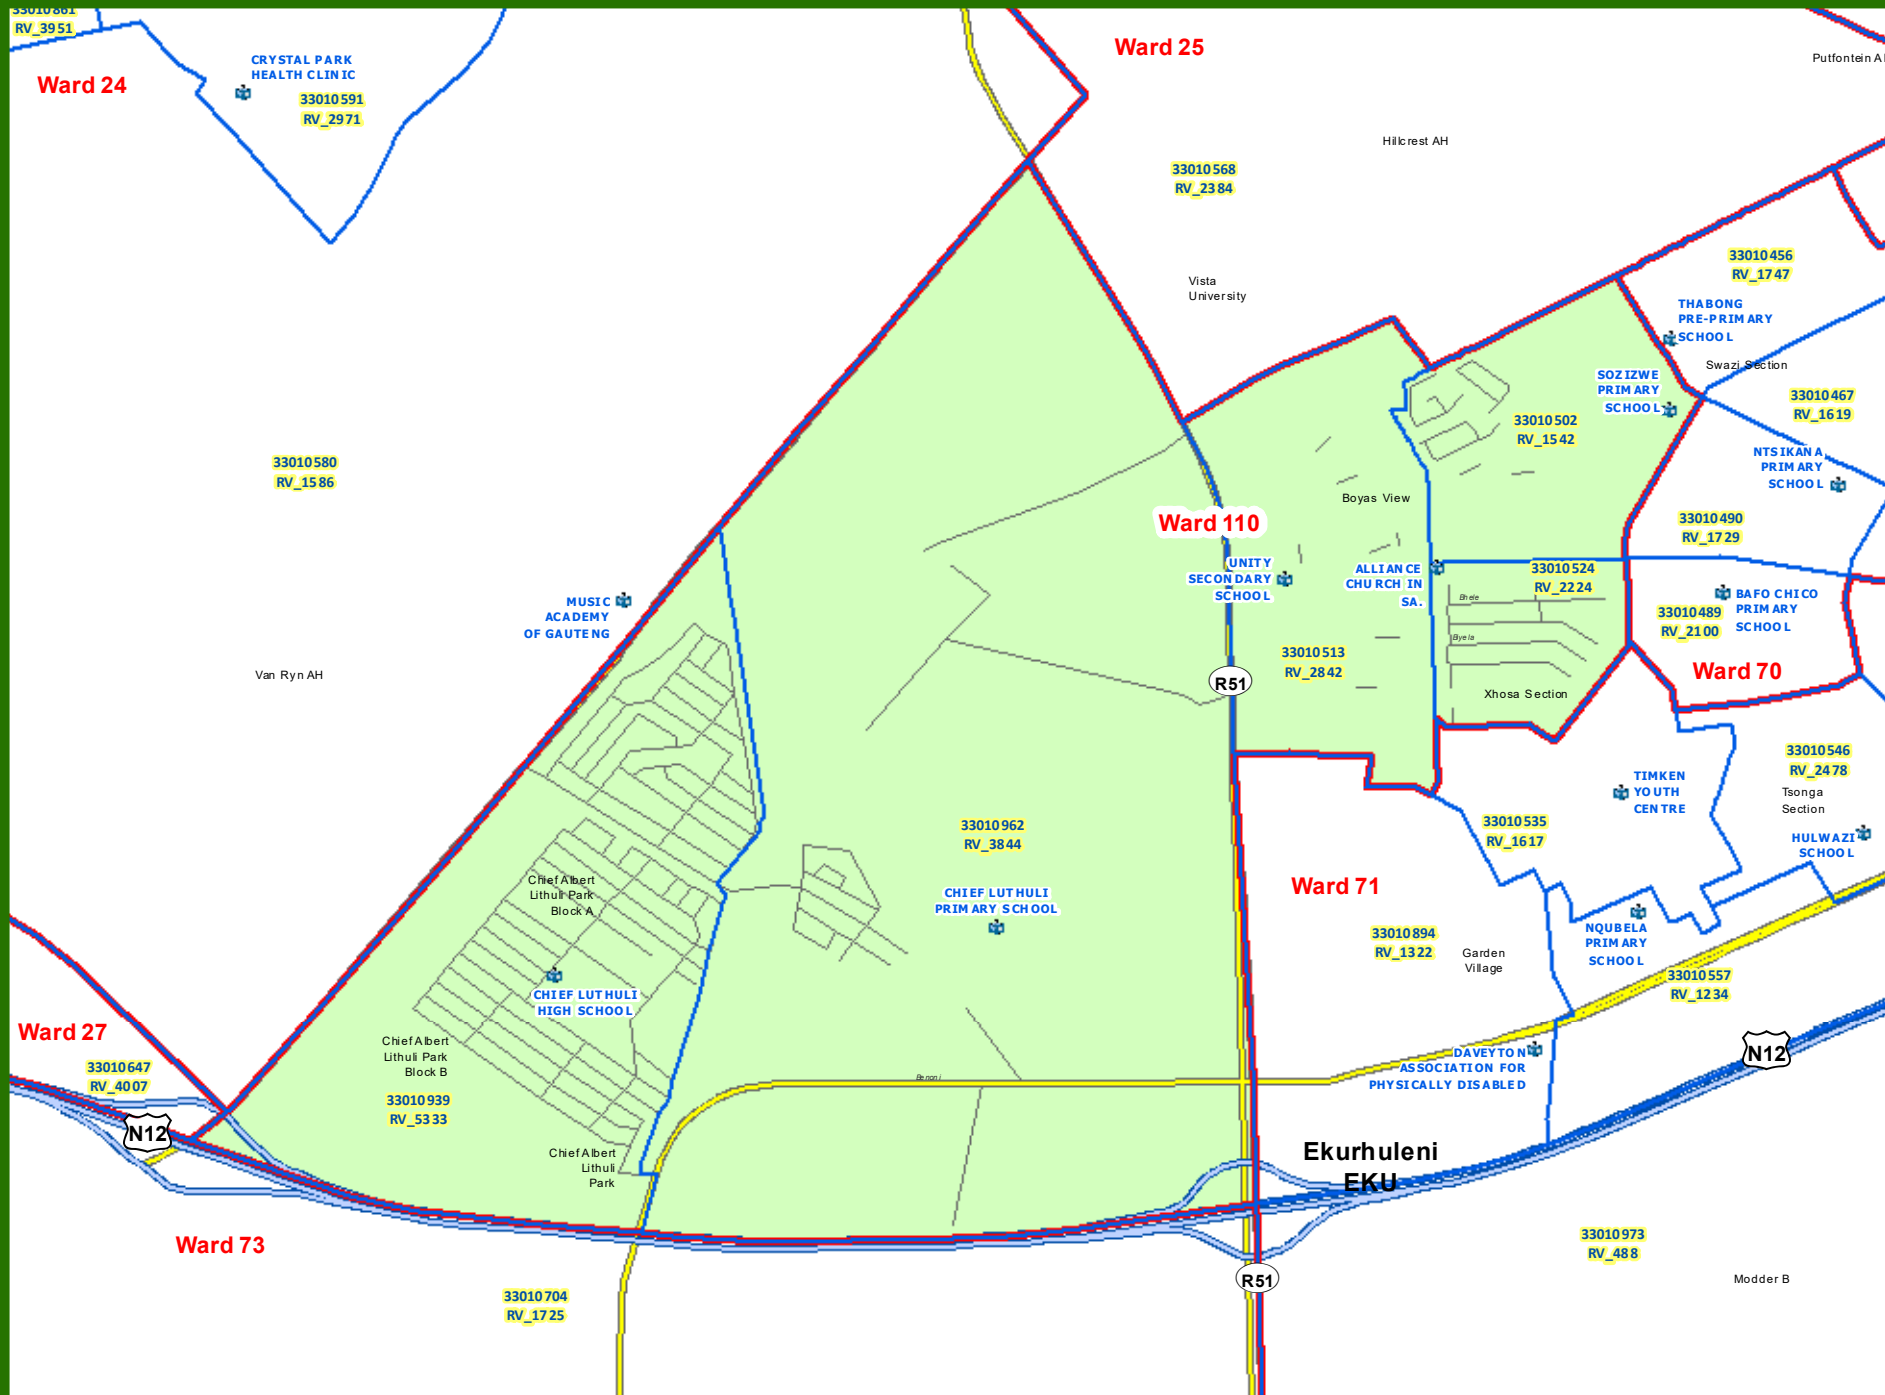 33010861
RV_3951
Ward 24
CRYSTAL PARK
HEALTH CLINIC
33010591
RV_2971
Ward 25
Putfontein A
Hillcrest AH
33010568
RV_2384
Vista
University
33010456
RV_1747
THABONG
PRE-PRIMARY
SCHOOL
Swazi Section
SOZIZWE
PRIMARY
SCHOOL
33010467
RV_1619
33010502
RV_1542
NTSIKANA
PRIMARY
SCHOOL
33010580
RV_1586
Boyas View
Ward 110
33010490
RV_1729
UNITY
SECONDARY
SCHOOL
ALLIANCE
CHURCH IN
SA.
33010524
RV_2224
Bhele
Biyela
BAFO CHICO
PRIMARY
SCHOOL
33010489
RV_2100
MUSIC
ACADEMY
OF GAUTENG
33010513
RV_2842
Ward 70
Van Ryn AH
R51
Xhosa Section
33010546
RV_2478
Tsonga
Section
TIMKEN
YOUTH
CENTRE
33010535
RV_1617
HULWAZI
SCHOOL
33010962
RV_3844
Chief Albert
Lithuli Park
Block A
CHIEF LUTHULI
PRIMARY SCHOOL
Ward 71
33010894
RV_1322
Garden
Village
NQUBELA
PRIMARY
SCHOOL
33010557
RV_1234
CHIEF LUTHULI
HIGH SCHOOL
Ward 27
33010647
RV_4007
Chief Albert
Lithuli Park
Block B
33010939
RV_5333
Benoni
DAVEYTON
ASSOCIATION FOR
PHYSICALLY DISABLED
N12
N12
Chief Albert
Lithuli
Park
Ekurhuleni
EKU
Ward 73
33010973
RV_488
R51
Modder B
33010704
RV_1725